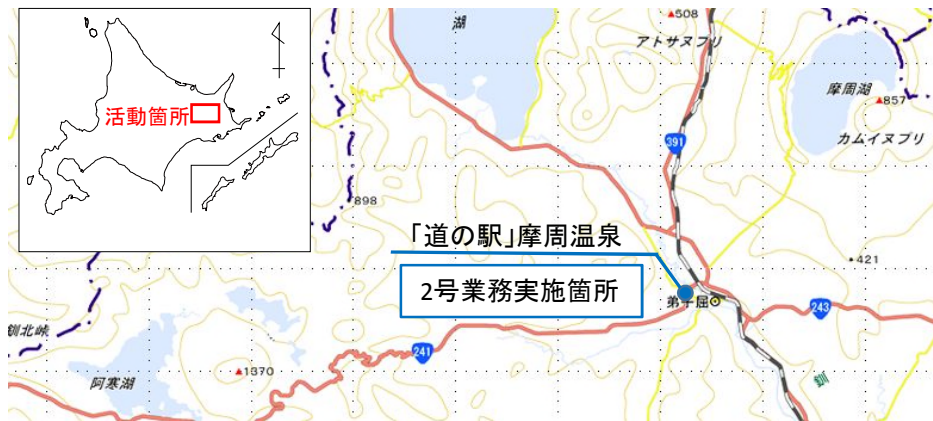 活動箇所
湖
508
アトサヌプリ
摩周湖
857
カムイヌプリ
391
898
「道の駅」摩周温泉
2号業務実施箇所
421
弟子屈
243
釧北峠
241
阿寒湖
1370
釧